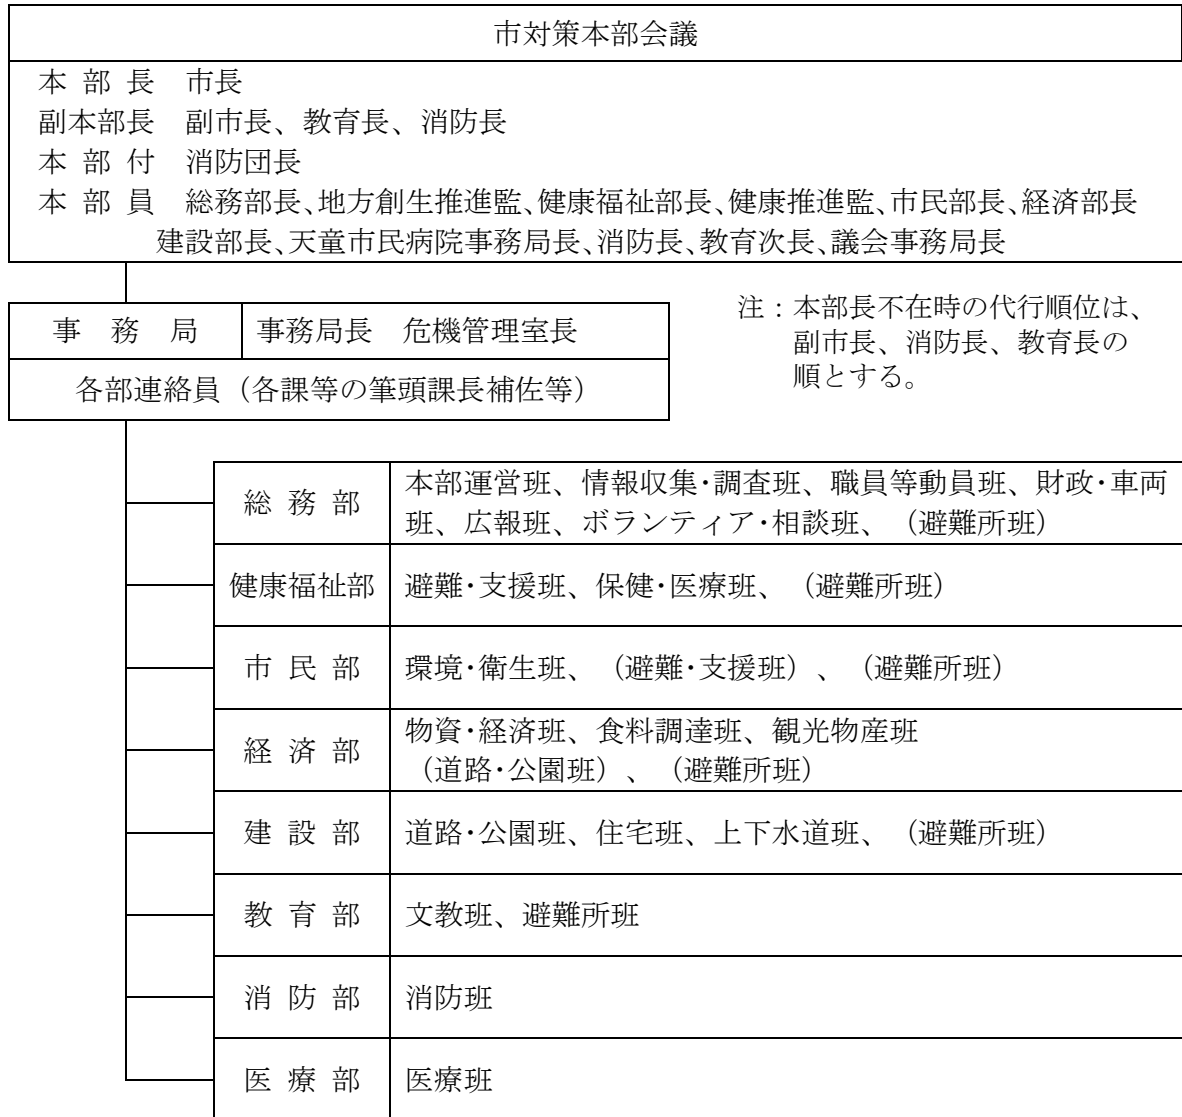 市対策本部会議
本 部 長　市長
副本部長　副市長、教育長、消防長
本 部 付　消防団長
本 部 員　総務部長、地方創生推進監、健康福祉部長、健康推進監、市民部長、経済部長
建設部長、天童市民病院事務局長、消防長、教育次長、議会事務局長
注：本部長不在時の代行順位は、
副市長、消防長、教育長の
順とする。
事　務　局　事務局長　危機管理室長
各部連絡員（各課等の筆頭課長補佐等）
総 務 部　本部運営班、情報収集･調査班、職員等動員班、財政･車両
班、広報班、ボランティア･相談班、（避難所班）
健康福祉部　避難･支援班、保健･医療班、（避難所班）
市 民 部　環境･衛生班、（避難･支援班）、（避難所班）
経 済 部　物資･経済班、食料調達班、観光物産班
（道路･公園班）、（避難所班）
建 設 部　道路･公園班、住宅班、上下水道班、（避難所班）
教 育 部　文教班、避難所班
消 防 部　消防班
医 療 部　医療班